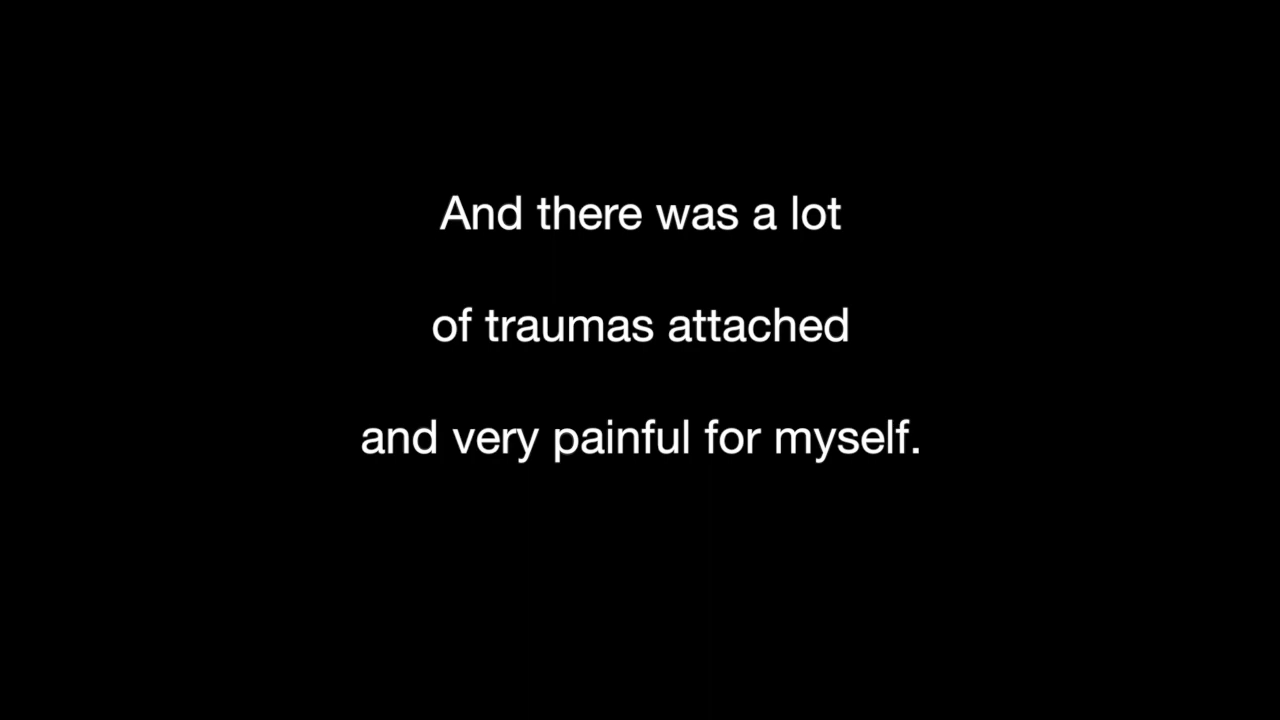 And there was a lot
of traumas attached
and very painful for myself.